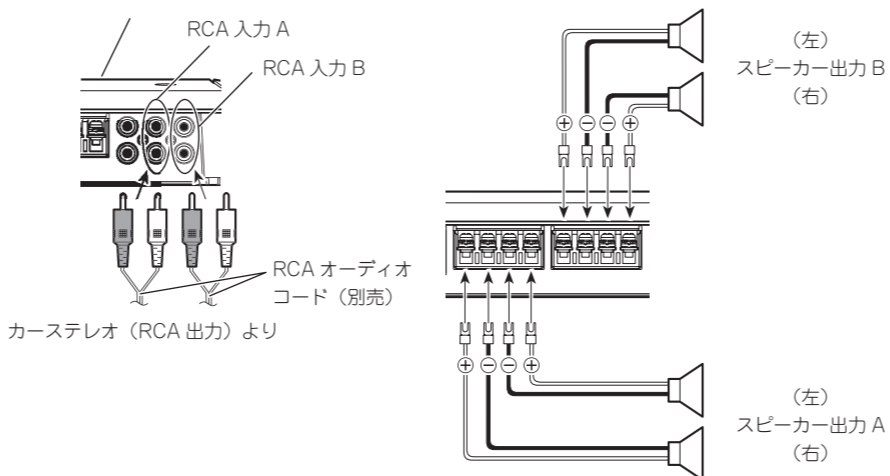 RCA 入力 A
RCA 入力 B
RCA オーディオ
コード（別売）
カーステレオ（RCA 出力）より
（左）
スピーカー出力 B
（右）
⊕ ⊖ ⊖ ⊕
⊕ ⊖ ⊖ ⊕
（左）
スピーカー出力 A
（右）